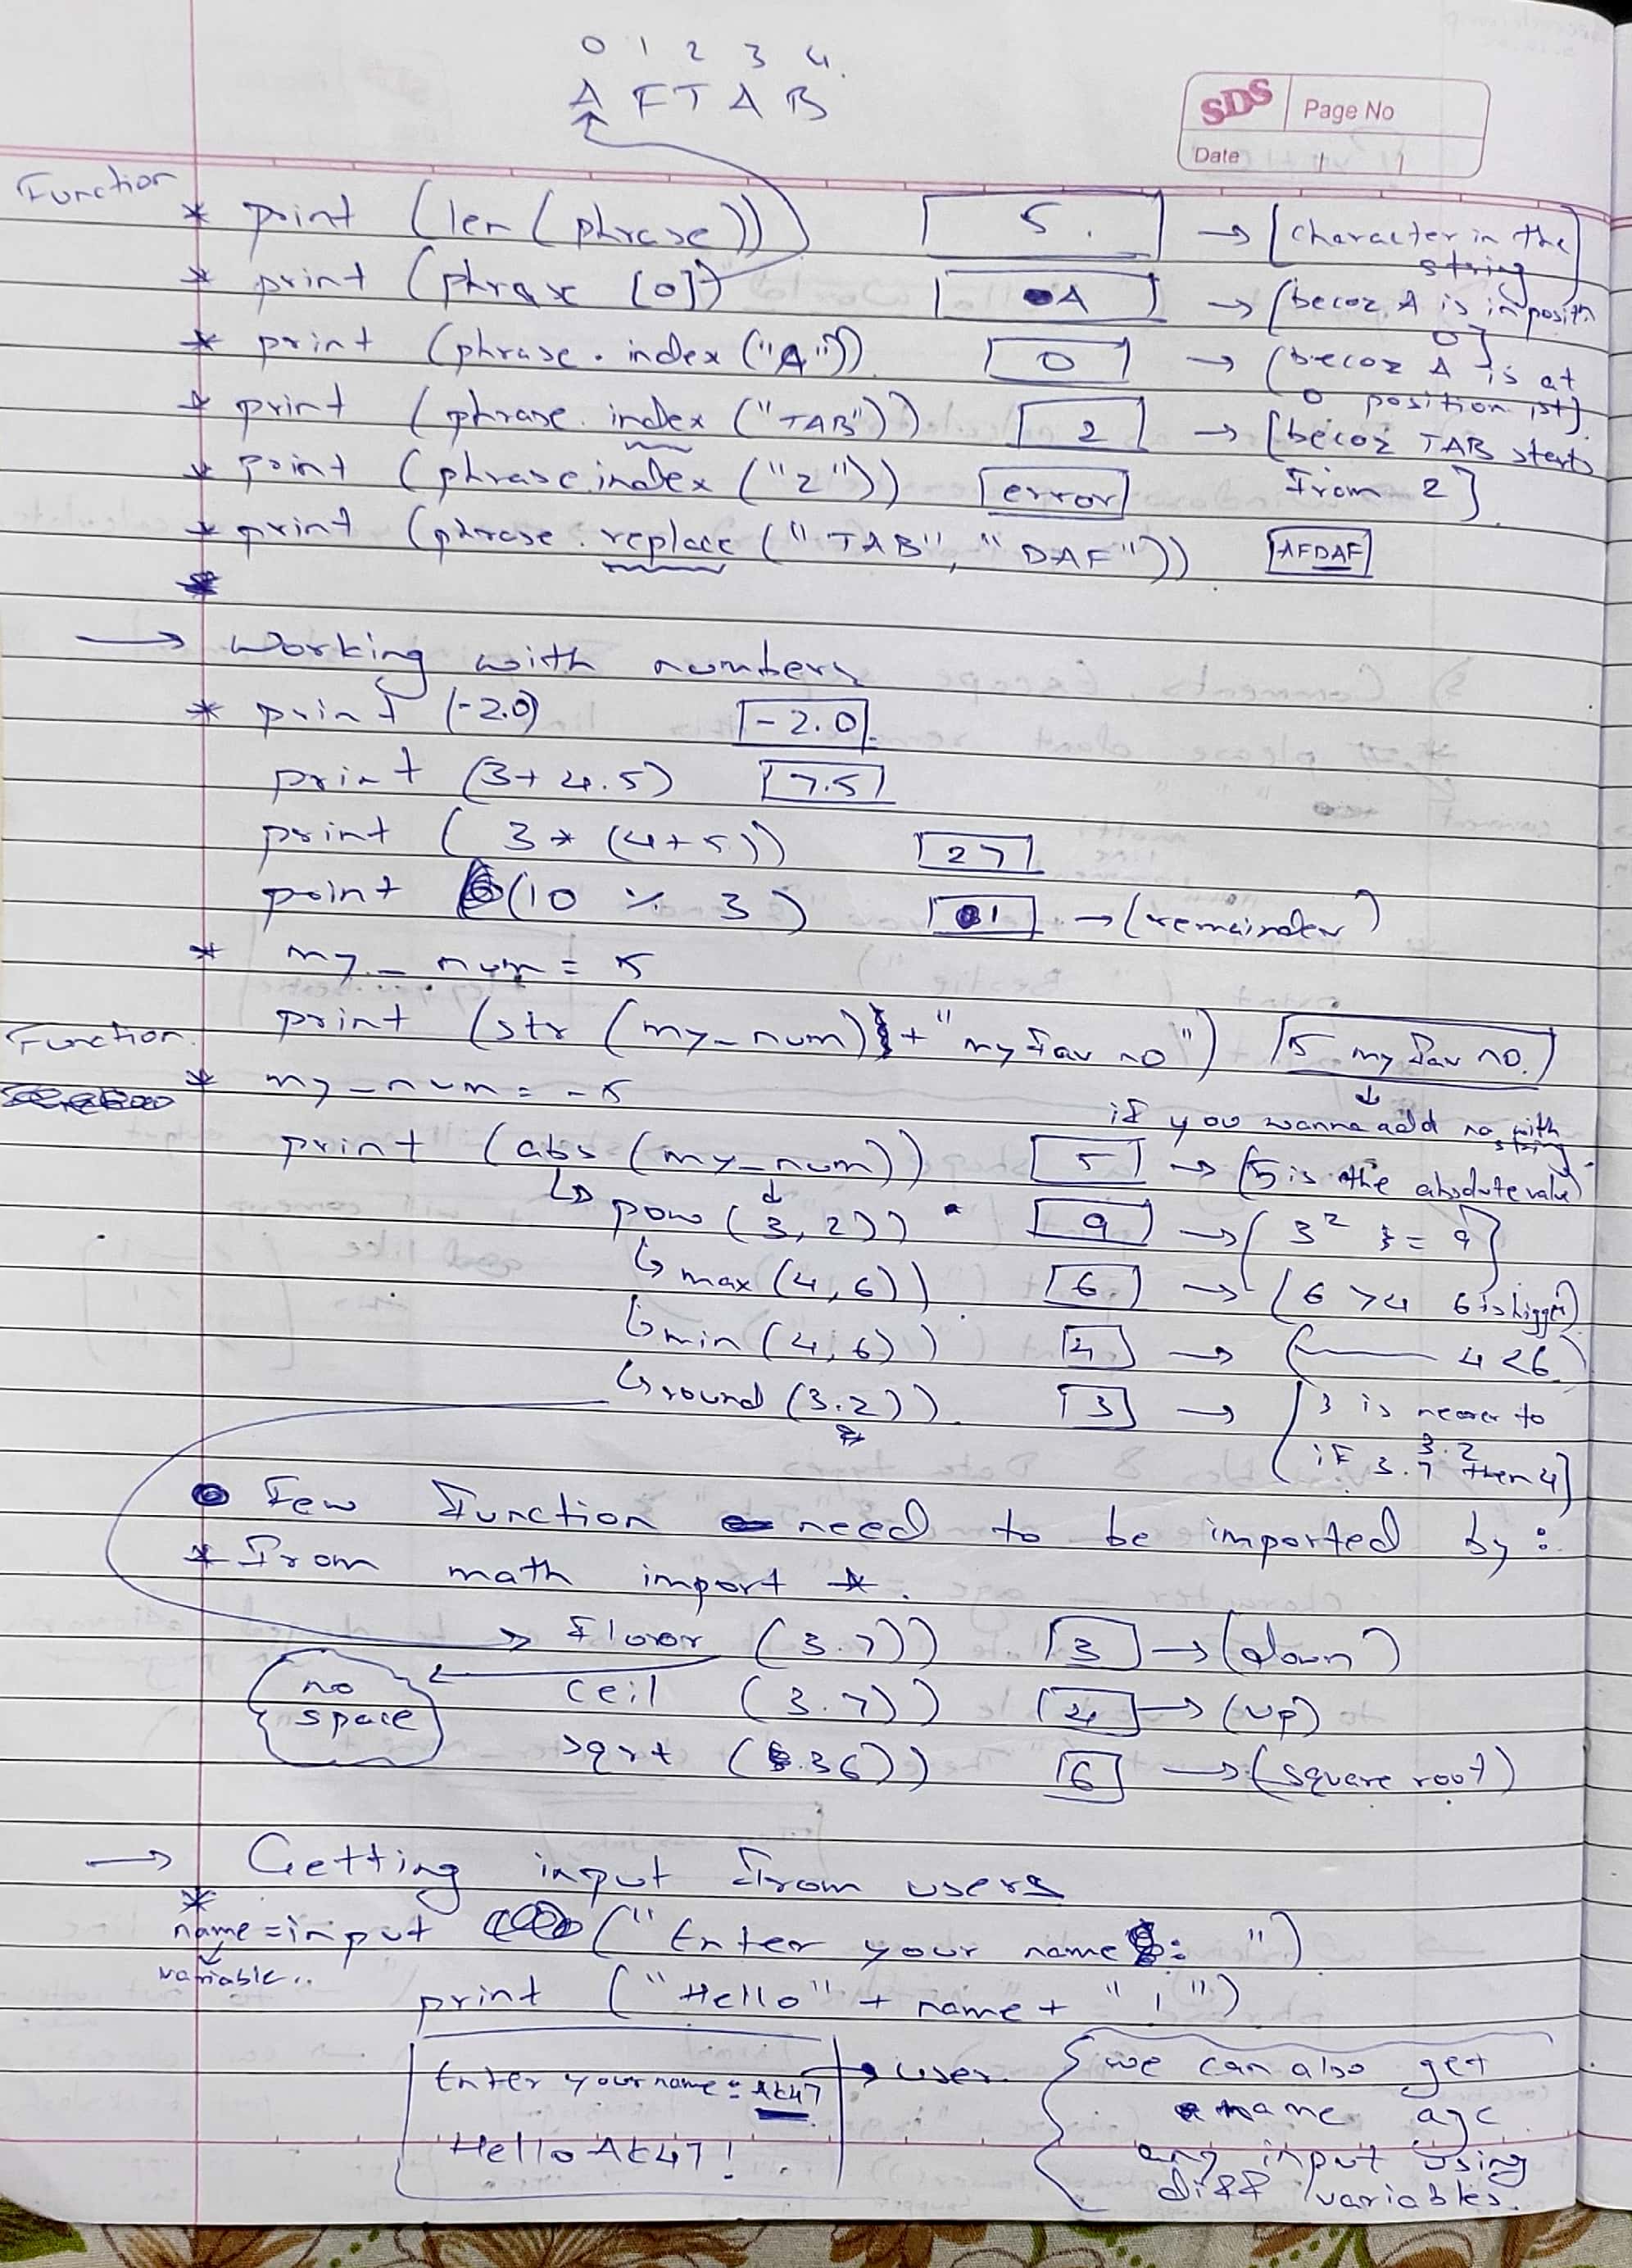 0 1 2 3 4.
A F T A B
SDS Page No
Date
Function
* print (len (phrase)) 5. → [character in the string]
* print (phrase [0]) A → [becoz A is in positn 0]
* print (phrase . index ("A")) 0 → [becoz A is at 0 position 1st]
* print (phrase. index ("TAB")) 2 → [becoz TAB starts from 2]
* print (phrase.index ("z")) error
* print (phrase . replace ("TAB", "DAF")) AFDAF
→ Working with numbers
* print (-2.0) -2.0
print (3+4.5) 7.5
print ( 3 * (4+5)) 27
print (10 % 3) 1 → (remainder)
* my_num = 5
Function.
print (str (my_num) + "my fav no") 5 my fav no.
* my_num = -5
if you wanna add no with string
print (abs (my_num)) 5 → (5 is the absolute value)
↳ pow (3,2)) 9 → [3² = 9]
↳ max (4,6)) 6 → (6 >4 6 is bigger)
↳ min (4,6)) 4 → ( 4<6)
↳ round (3.2)) 3 → [3 is nearer to 3.2
if 3.7 then 4]
Few function need to be imported by:
* From math import *.
→ floor (3.7)) 3 → (down)
no space
ceil (3.7)) 4 → (up)
sqrt (36)) 6 → (square root)
→ Getting input from users
*
name = input ("Enter your name : ")
variable..
print ("Hello" + name + " ! ")
Enter your name : AK47 → user
Hello AK47 !
{we can also get
name age
any input using
diff variables.